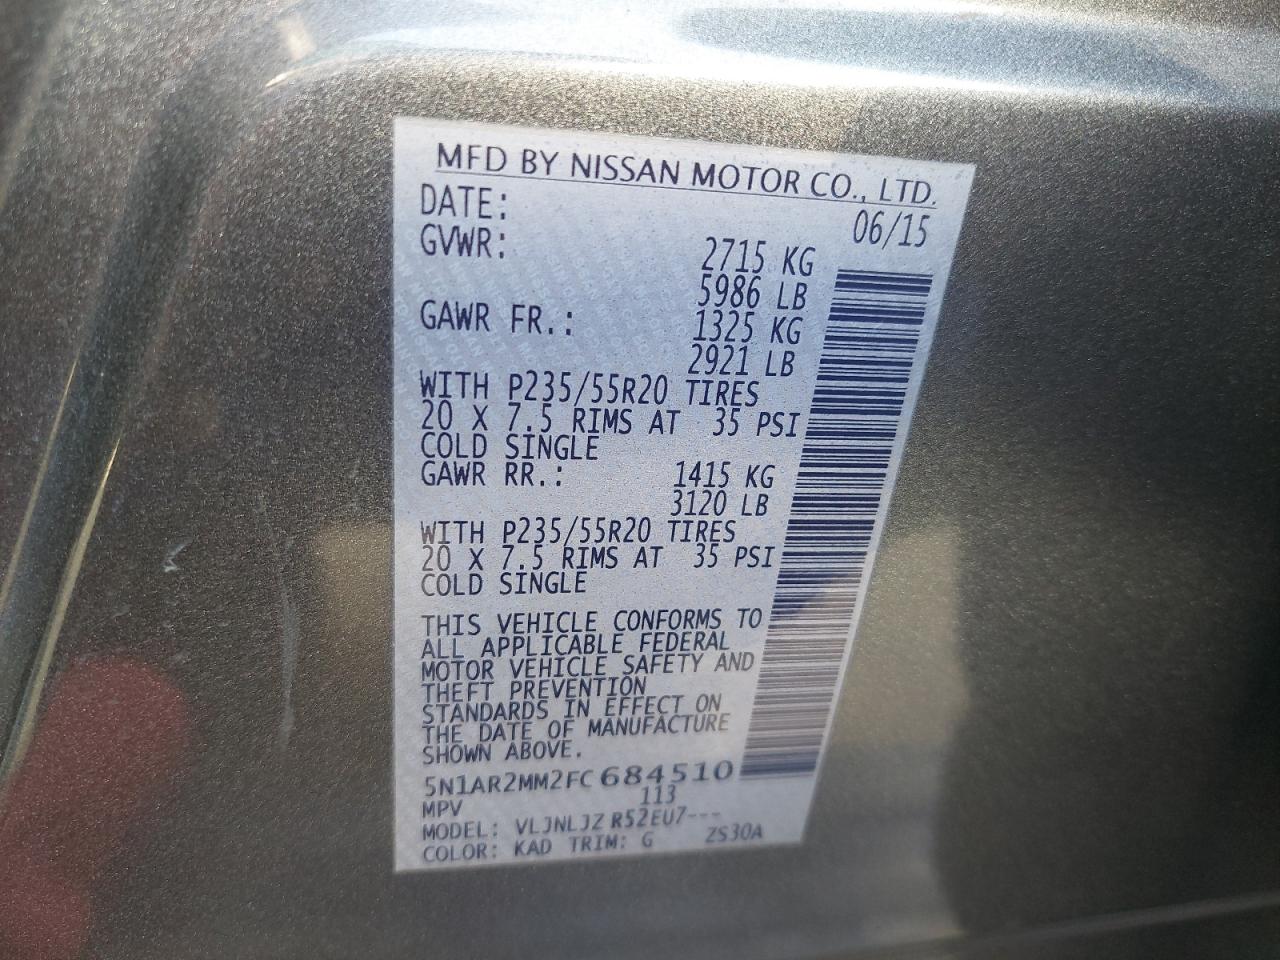 MFD BY NISSAN MOTOR CO., LTD.
DATE: 06/15
GVWR: 2715 KG
5986 LB
GAWR FR.: 1325 KG
2921 LB
WITH P235/55R20 TIRES
20 X 7.5 RIMS AT 35 PSI
COLD SINGLE
GAWR RR.: 1415 KG
3120 LB
WITH P235/55R20 TIRES
20 X 7.5 RIMS AT 35 PSI
COLD SINGLE
THIS VEHICLE CONFORMS TO
ALL APPLICABLE FEDERAL
MOTOR VEHICLE SAFETY AND
THEFT PREVENTION
STANDARDS IN EFFECT ON
THE DATE OF MANUFACTURE
SHOWN ABOVE.
5N1AR2MM2FC684510
MPV 113
MODEL: VLJNLJZ R52EU7---
COLOR: KAD TRIM: G ZS30A